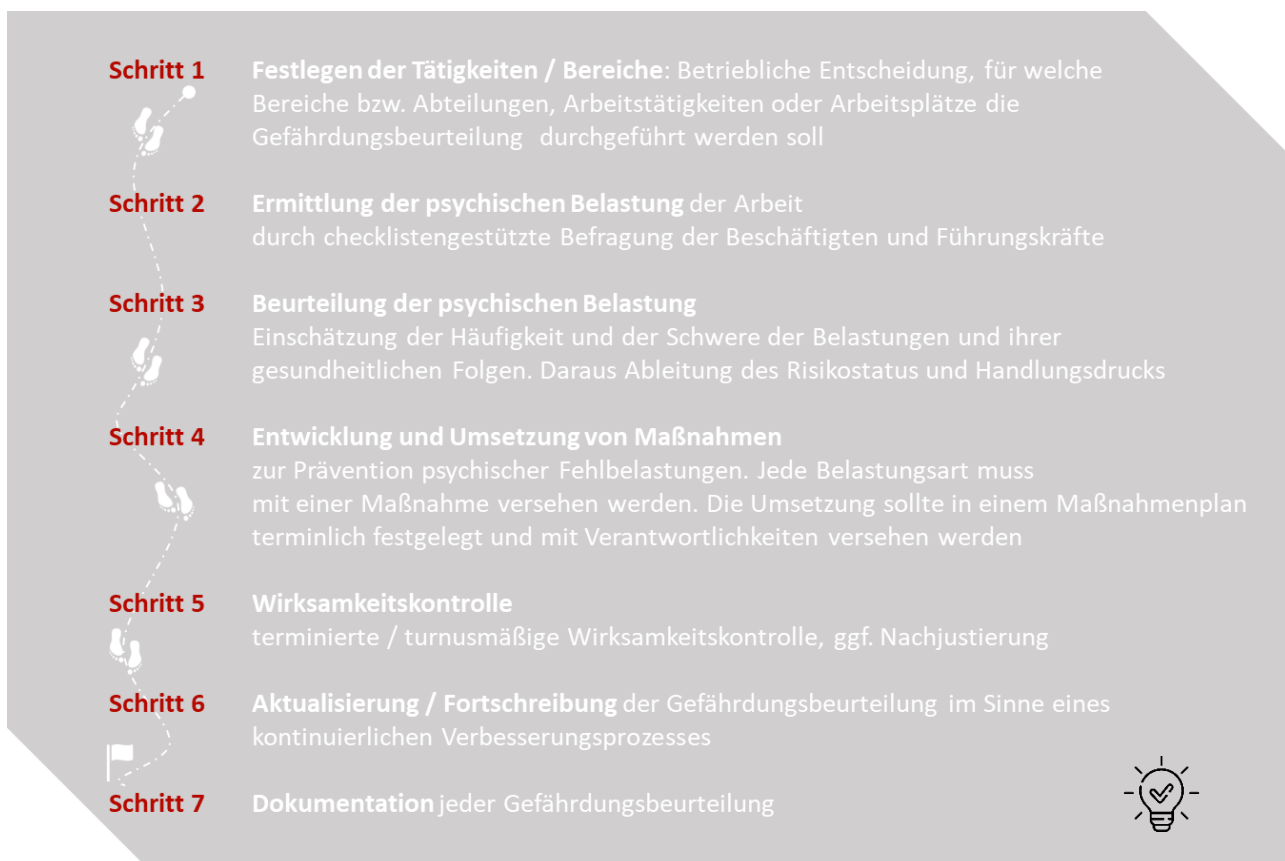 Schritt 1 Festlegen der Tätigkeiten / Bereiche: Betriebliche Entscheidung, für welche
Bereiche bzw. Abteilungen, Arbeitstätigkeiten oder Arbeitsplätze die
Gefährdungsbeurteilung durchgeführt werden soll
Schritt 2 Ermittlung der psychischen Belastung der Arbeit
durch checklistengestützte Befragung der Beschäftigten und Führungskräfte
Schritt 3 Beurteilung der psychischen Belastung
Einschätzung der Häufigkeit und der Schwere der Belastungen und ihrer
gesundheitlichen Folgen. Daraus Ableitung des Risikostatus und Handlungsdrucks
Schritt 4 Entwicklung und Umsetzung von Maßnahmen
zur Prävention psychischer Fehlbelastungen. Jede Belastungsart muss
mit einer Maßnahme versehen werden. Die Umsetzung sollte in einem Maßnahmenplan
terminlich festgelegt und mit Verantwortlichkeiten versehen werden
Schritt 5 Wirksamkeitskontrolle
terminierte / turnusmäßige Wirksamkeitskontrolle, ggf. Nachjustierung
Schritt 6 Aktualisierung / Fortschreibung der Gefährdungsbeurteilung im Sinne eines
kontinuierlichen Verbesserungsprozesses
Schritt 7 Dokumentation jeder Gefährdungsbeurteilung